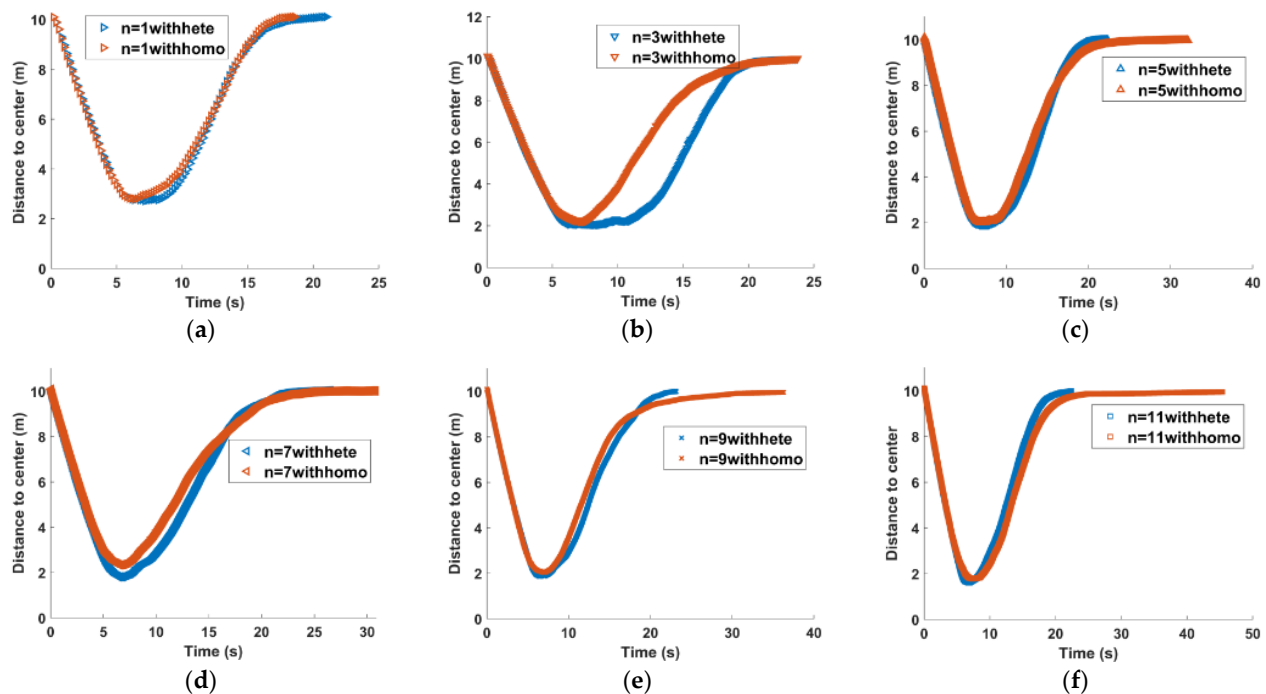 n=1withhete
n=1withhomo
Distance to center (m)
10
8
6
4
2
0
0 5 10 15 20 25
Time (s)
(a)
n=3withhete
n=3withhomo
Distance to center (m)
12
10
8
6
4
2
0
0 5 10 15 20 25
Time (s)
(b)
n=5withhete
n=5withhomo
Distance to center (m)
10
8
6
4
2
0
0 10 20 30 40
Time (s)
(c)
n=7withhete
n=7withhomo
Distance to center (m)
10
8
6
4
2
0
0 5 10 15 20 25 30
Time (s)
(d)
n=9withhete
n=9withhomo
Distance to center (m)
10
8
6
4
2
0
0 10 20 30 40
Time (s)
(e)
n=11withhete
n=11withhomo
Distance to center
10
8
6
4
2
0
0 10 20 30 40 50
Time (s)
(f)